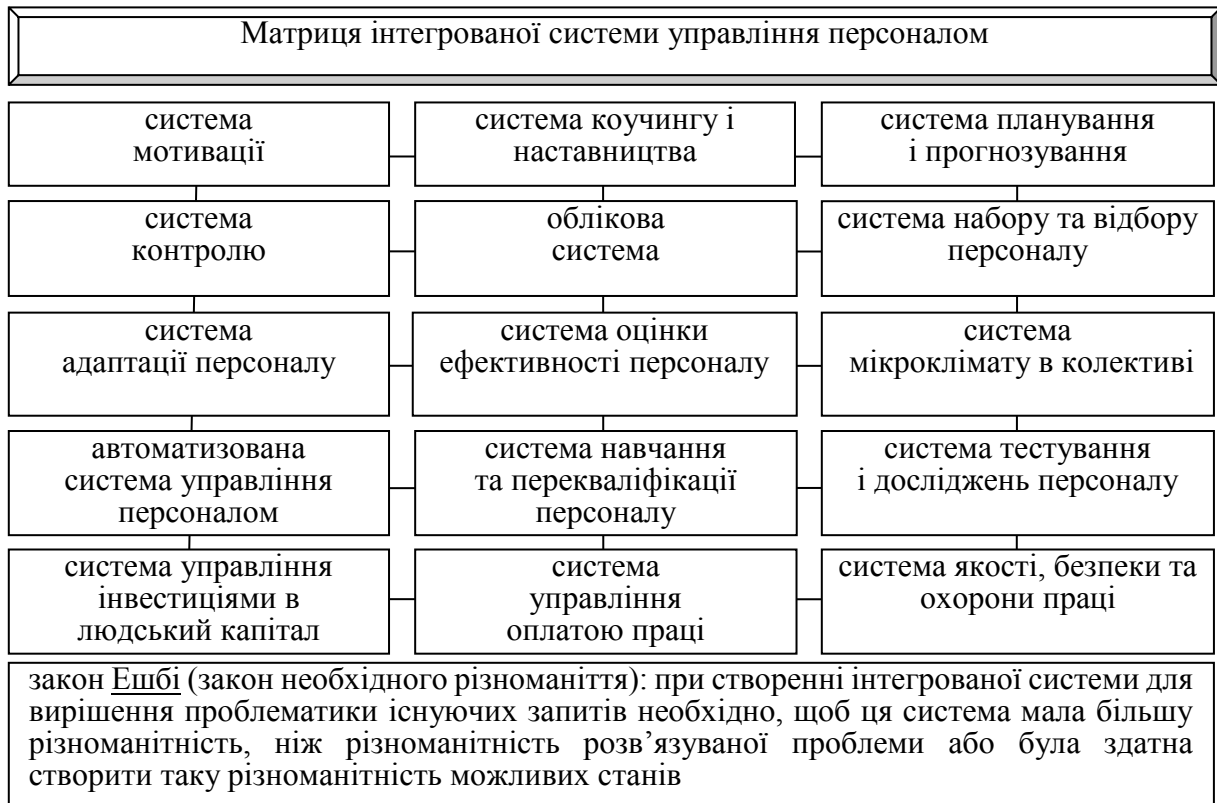 Матриця інтегрованої системи управління персоналом
система
мотивації
система коучингу і
наставництва
система планування
і прогнозування
система
контролю
облікова
система
система набору та відбору
персоналу
система
адаптації персоналу
система оцінки
ефективності персоналу
система
мікроклімату в колективі
автоматизована
система управління
персоналом
система навчання
та перекваліфікації
персоналу
система тестування
і досліджень персоналу
система управління
інвестиціями в
людський капітал
система
управління
оплатою праці
система якості, безпеки та
охорони праці
закон Ешбі (закон необхідного різноманіття): при створенні інтегрованої системи для
вирішення проблематики існуючих запитів необхідно, щоб ця система мала більшу
різноманітність, ніж різноманітність розв’язуваної проблеми або була здатна
створити таку різноманітність можливих станів